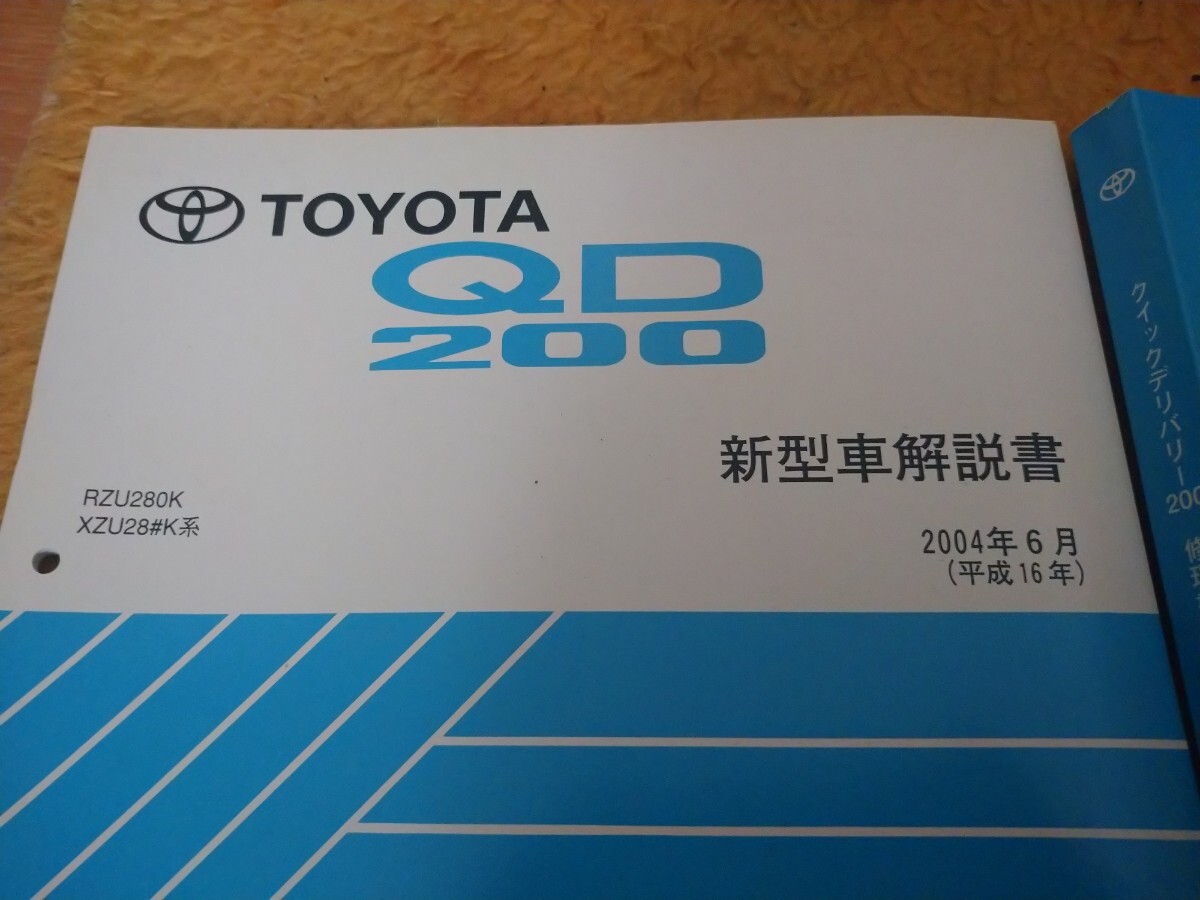 TOYOTA
QD
200
新型車解説書
RZU280K
XZU28#K系
2004年6月
(平成16年)
クイックデリバリー200